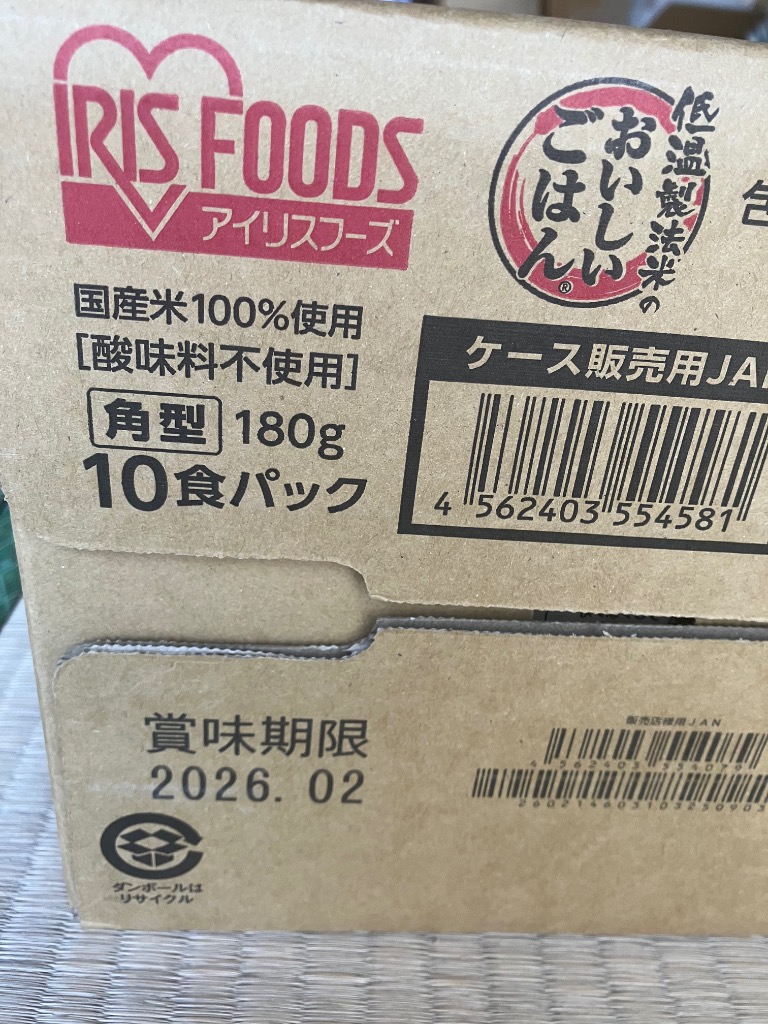 IRIS FOODS
アイリスフーズ
低温製法米の
おいしい
ごはん®
国産米100%使用
[酸味料不使用]
角型 180g
10食パック
ケース販売用JAN
4 562403 554581
賞味期限
2026.02
販売店様用JAN
ダンボールは
リサイクル